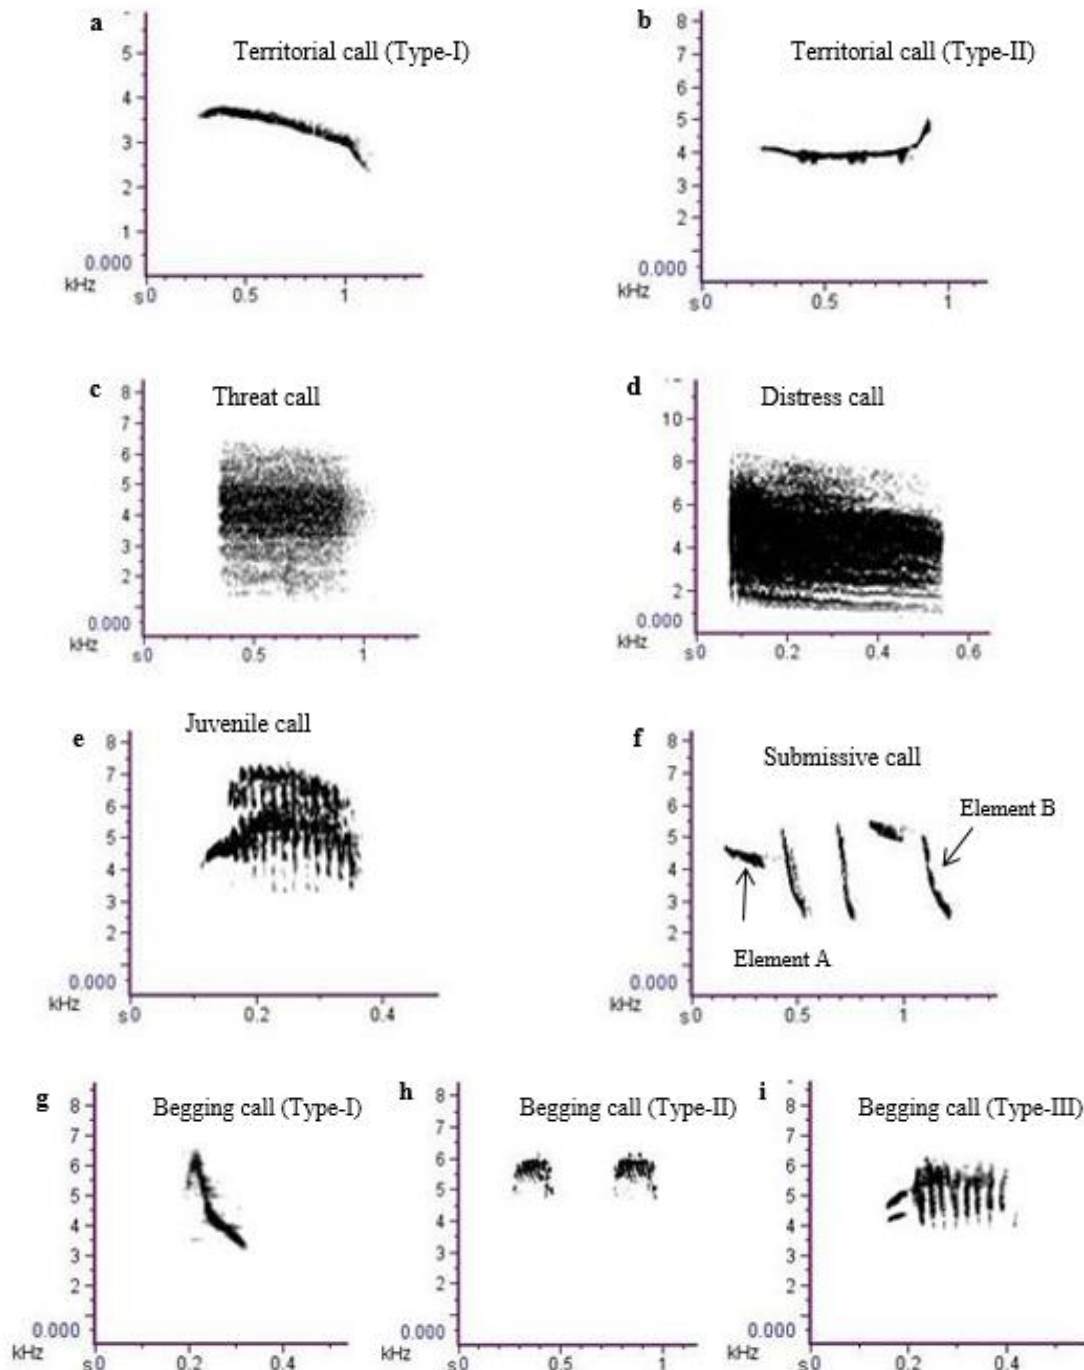 a
Territorial call (Type-I)
5
4
3
2
1
0.000
kHz
s0 0.5 1
b
Territorial call (Type-II)
8
7
6
5
4
3
2
0.000
kHz
s0 0.5 1
c
Threat call
8
7
6
5
4
3
2
0.000
kHz
s0 0.5 1
d
Distress call
10
8
6
4
2
0.000
kHz
s0 0.2 0.4 0.6
e
Juvenile call
8
7
6
5
4
3
2
0.000
kHz
s0 0.2 0.4
f
Submissive call
Element B
Element A
8
7
6
5
4
3
2
0.000
kHz
s0 0.5 1
g
Begging call (Type-I)
8
7
6
5
4
3
2
0.000
kHz
s0 0.2 0.4
h
Begging call (Type-II)
8
7
6
5
4
3
2
0.000
kHz
s0 0.5 1
i
Begging call (Type-III)
8
7
6
5
4
3
2
0.000
kHz
s0 0.2 0.4